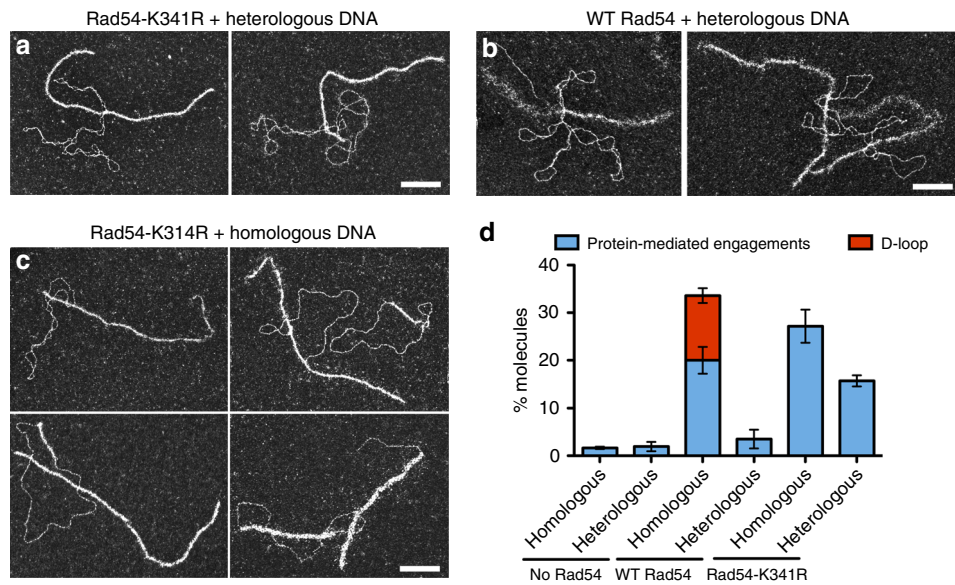 Rad54-K341R + heterologous DNA
a
WT Rad54 + heterologous DNA
b
Rad54-K314R + homologous DNA
c
d
Protein-mediated engagements
D-loop
% molecules
40
30
20
10
0
Homologous
Heterologous
Homologous
Heterologous
Homologous
Heterologous
No Rad54
WT Rad54
Rad54-K341R